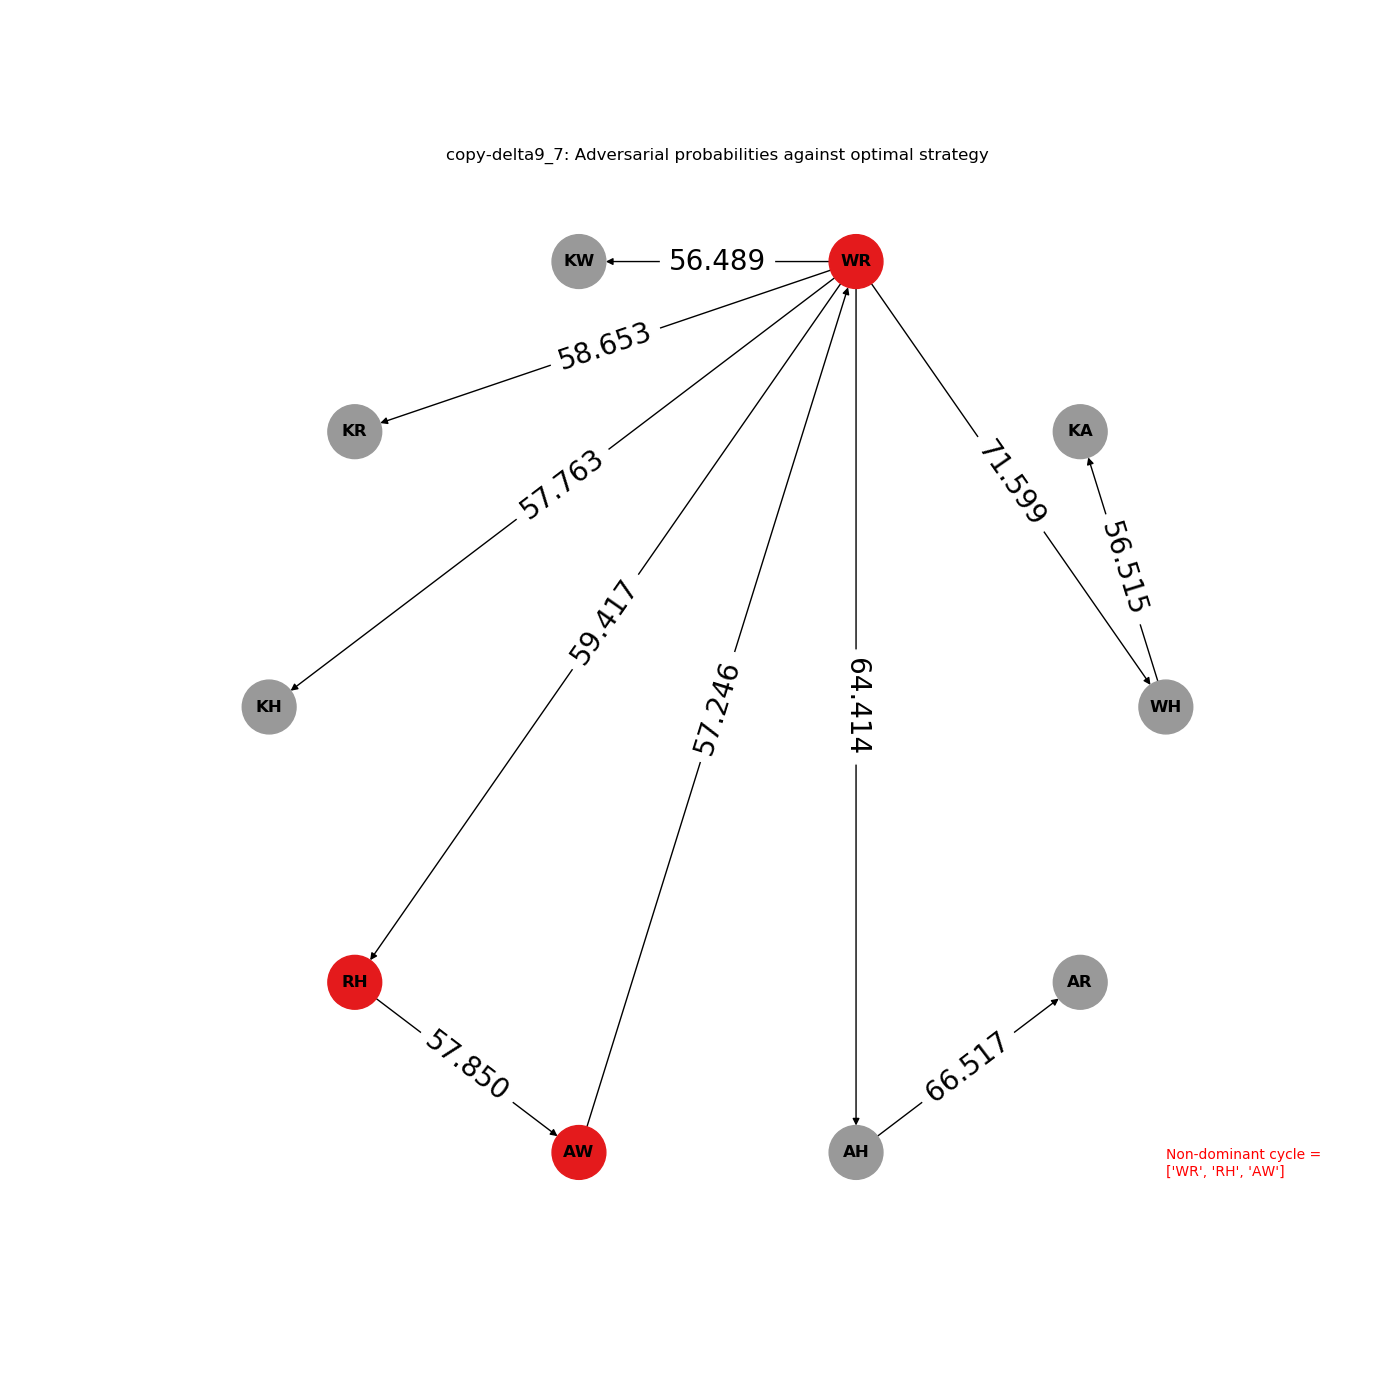 copy-delta9_7: Adversarial probabilities against optimal strategy
KW
56.489
WR
58.653
KR
KA
57.763
71.599
56.515
59.417
57.246
64.414
KH
WH
RH
AR
57.850
66.517
AW
AH
Non-dominant cycle =
['WR', 'RH', 'AW']